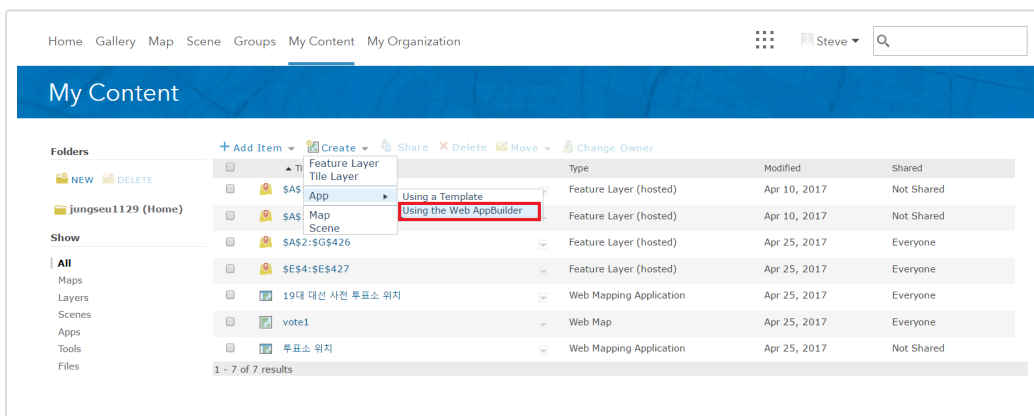 Home Gallery Map Scene Groups My Content My Organization Steve
My Content
Folders
NEW DELETE
jungseu1129 (Home)
Show
All
Maps
Layers
Scenes
Apps
Tools
Files
Add Item Create Share Delete Move Change Owner
Feature Layer
Tile Layer
App
Map
Scene
Using a Template
Using the Web AppBuilder
Type Modified Shared
$A$ Feature Layer (hosted) Apr 10, 2017 Not Shared
$A$ Feature Layer (hosted) Apr 10, 2017 Not Shared
$A$2:$G$426 Feature Layer (hosted) Apr 25, 2017 Everyone
$E$4:$E$427 Feature Layer (hosted) Apr 25, 2017 Everyone
19대 대선 사전 투표소 위치 Web Mapping Application Apr 25, 2017 Everyone
vote1 Web Map Apr 25, 2017 Everyone
투표소 위치 Web Mapping Application Apr 25, 2017 Not Shared
1 - 7 of 7 results